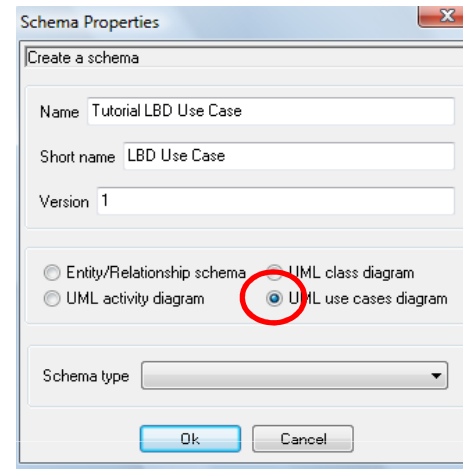 Schema Properties
Create a schema
Name Tutorial LBD Use Case
Short name LBD Use Case
Version 1
Entity/Relationship schema UML class diagram
UML activity diagram UML use cases diagram
Schema type
Ok Cancel